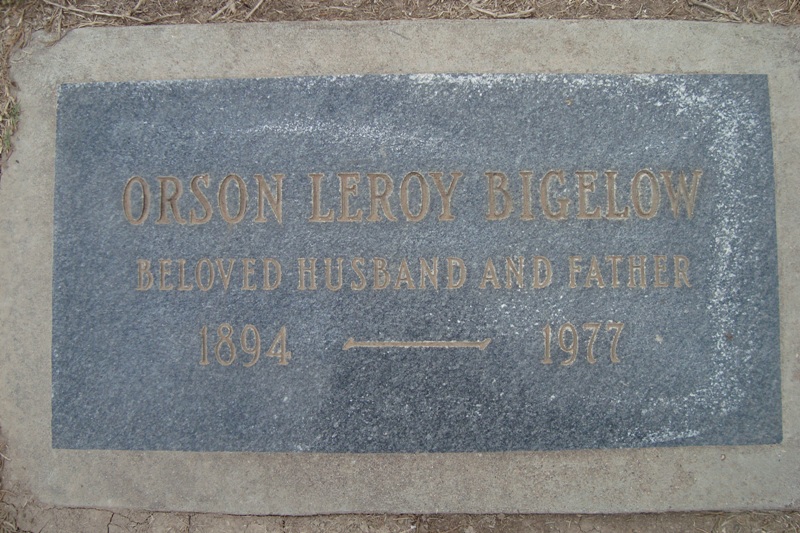 ORSON LEROY BIGELOW
BELOVED HUSBAND AND FATHER
1894 — 1977